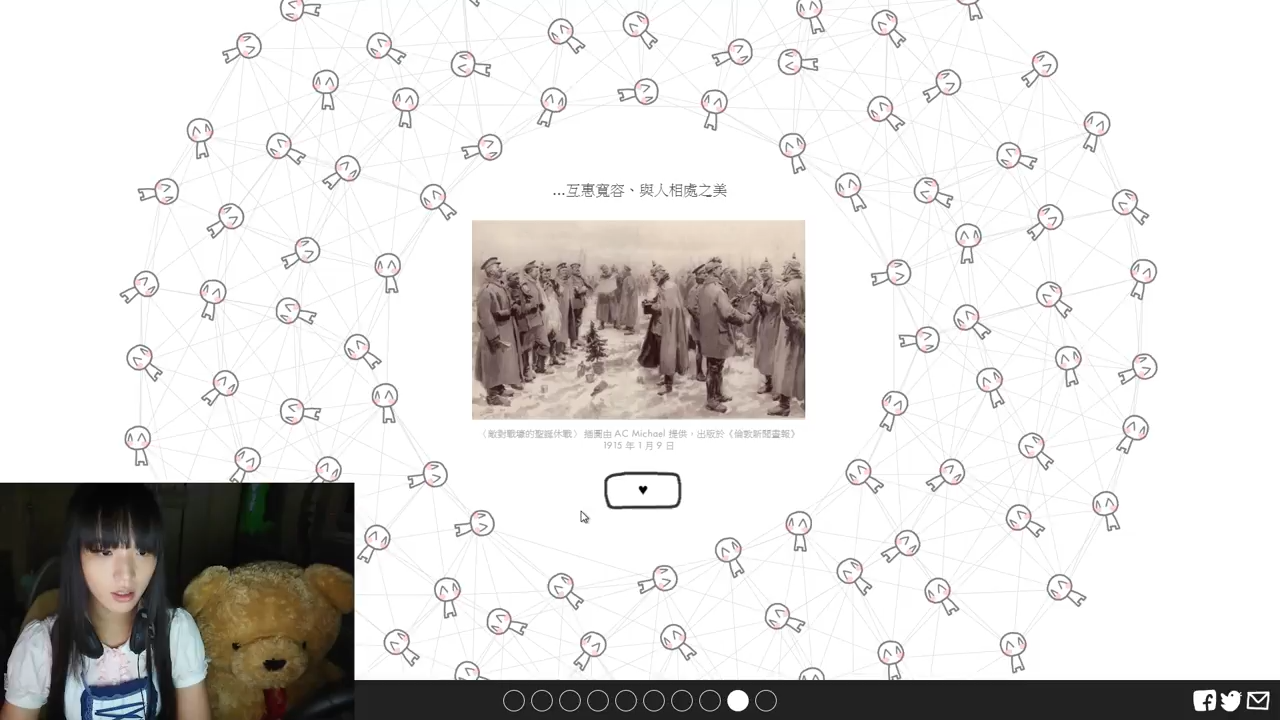 ...互惠寬容、與人相處之美
〈敵對戰壕的聖誕休戰〉 插圖由 AC Michael 提供，出版於《倫敦新聞畫報》
1915 年 1 月 9 日
♥